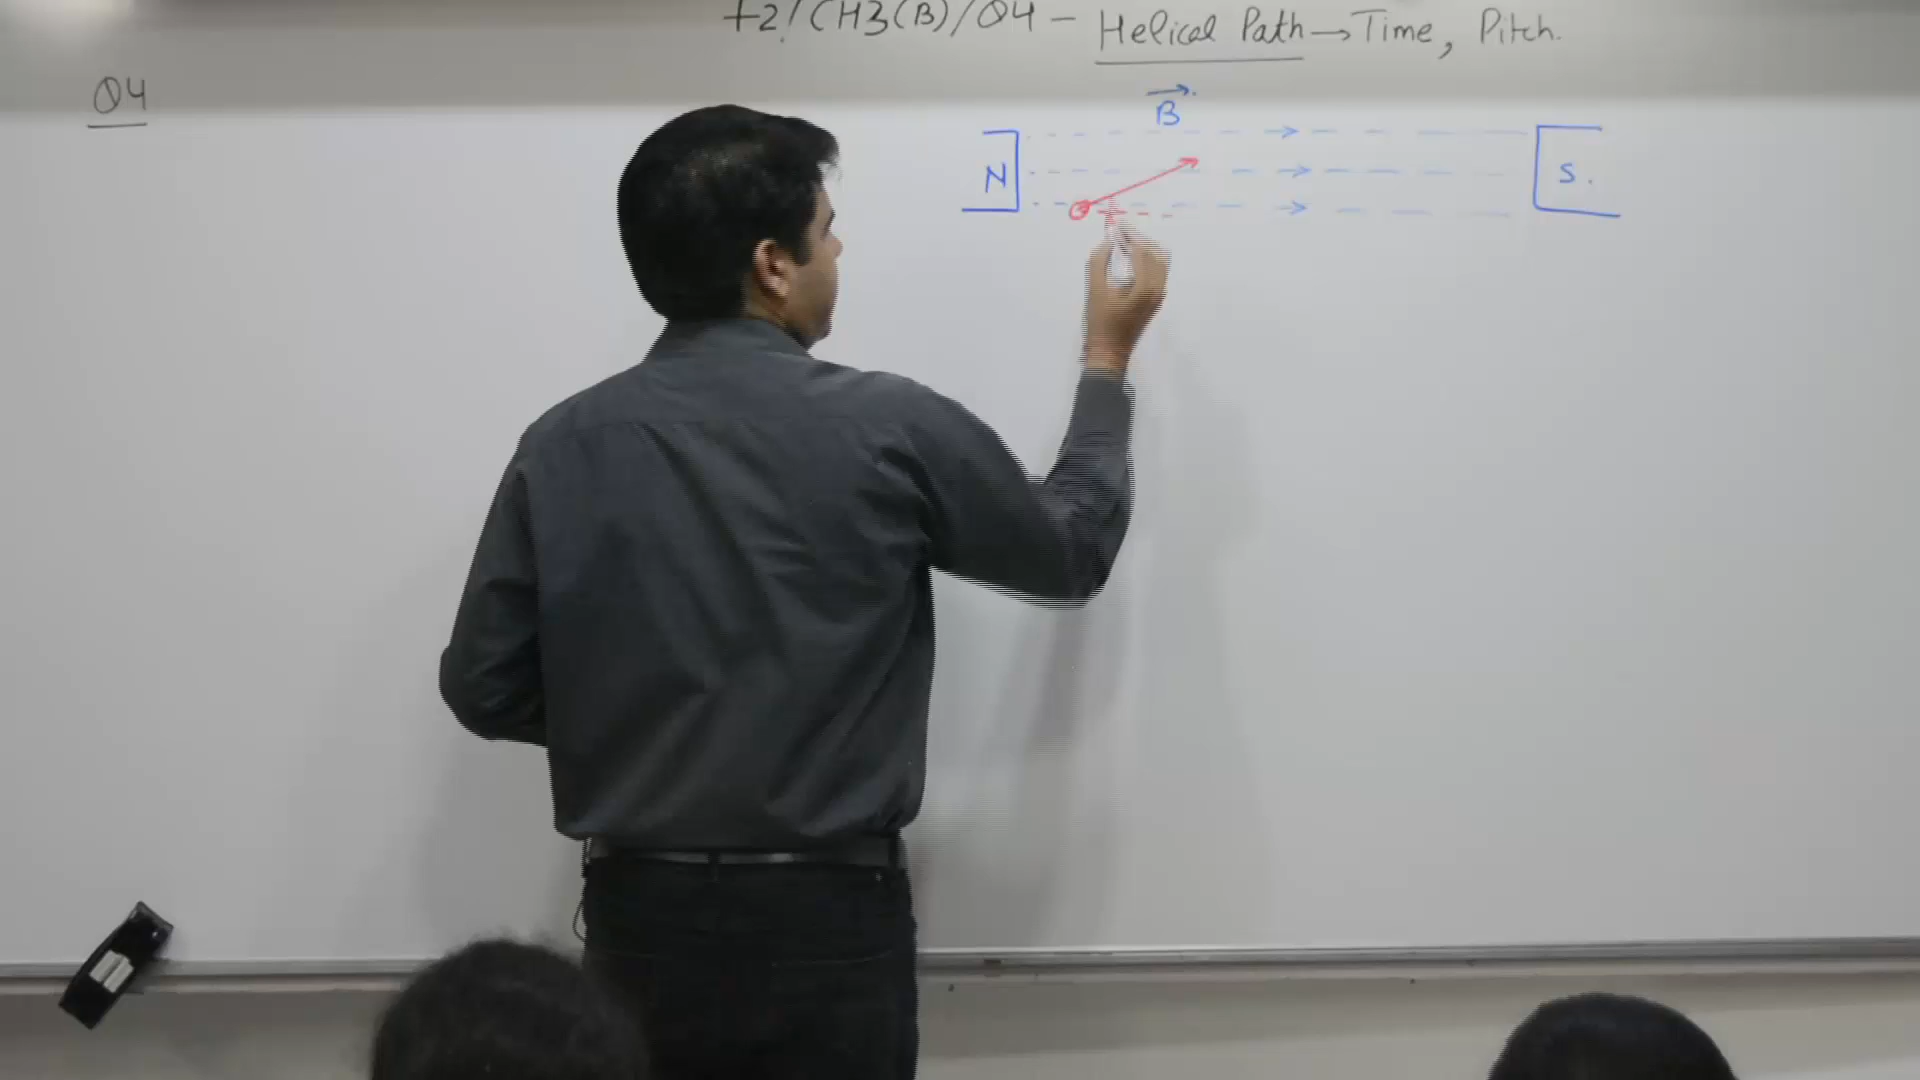 +2/CH3(B)/Q4 - Helical Path → Time, Pitch.
Q4
B
N
S.